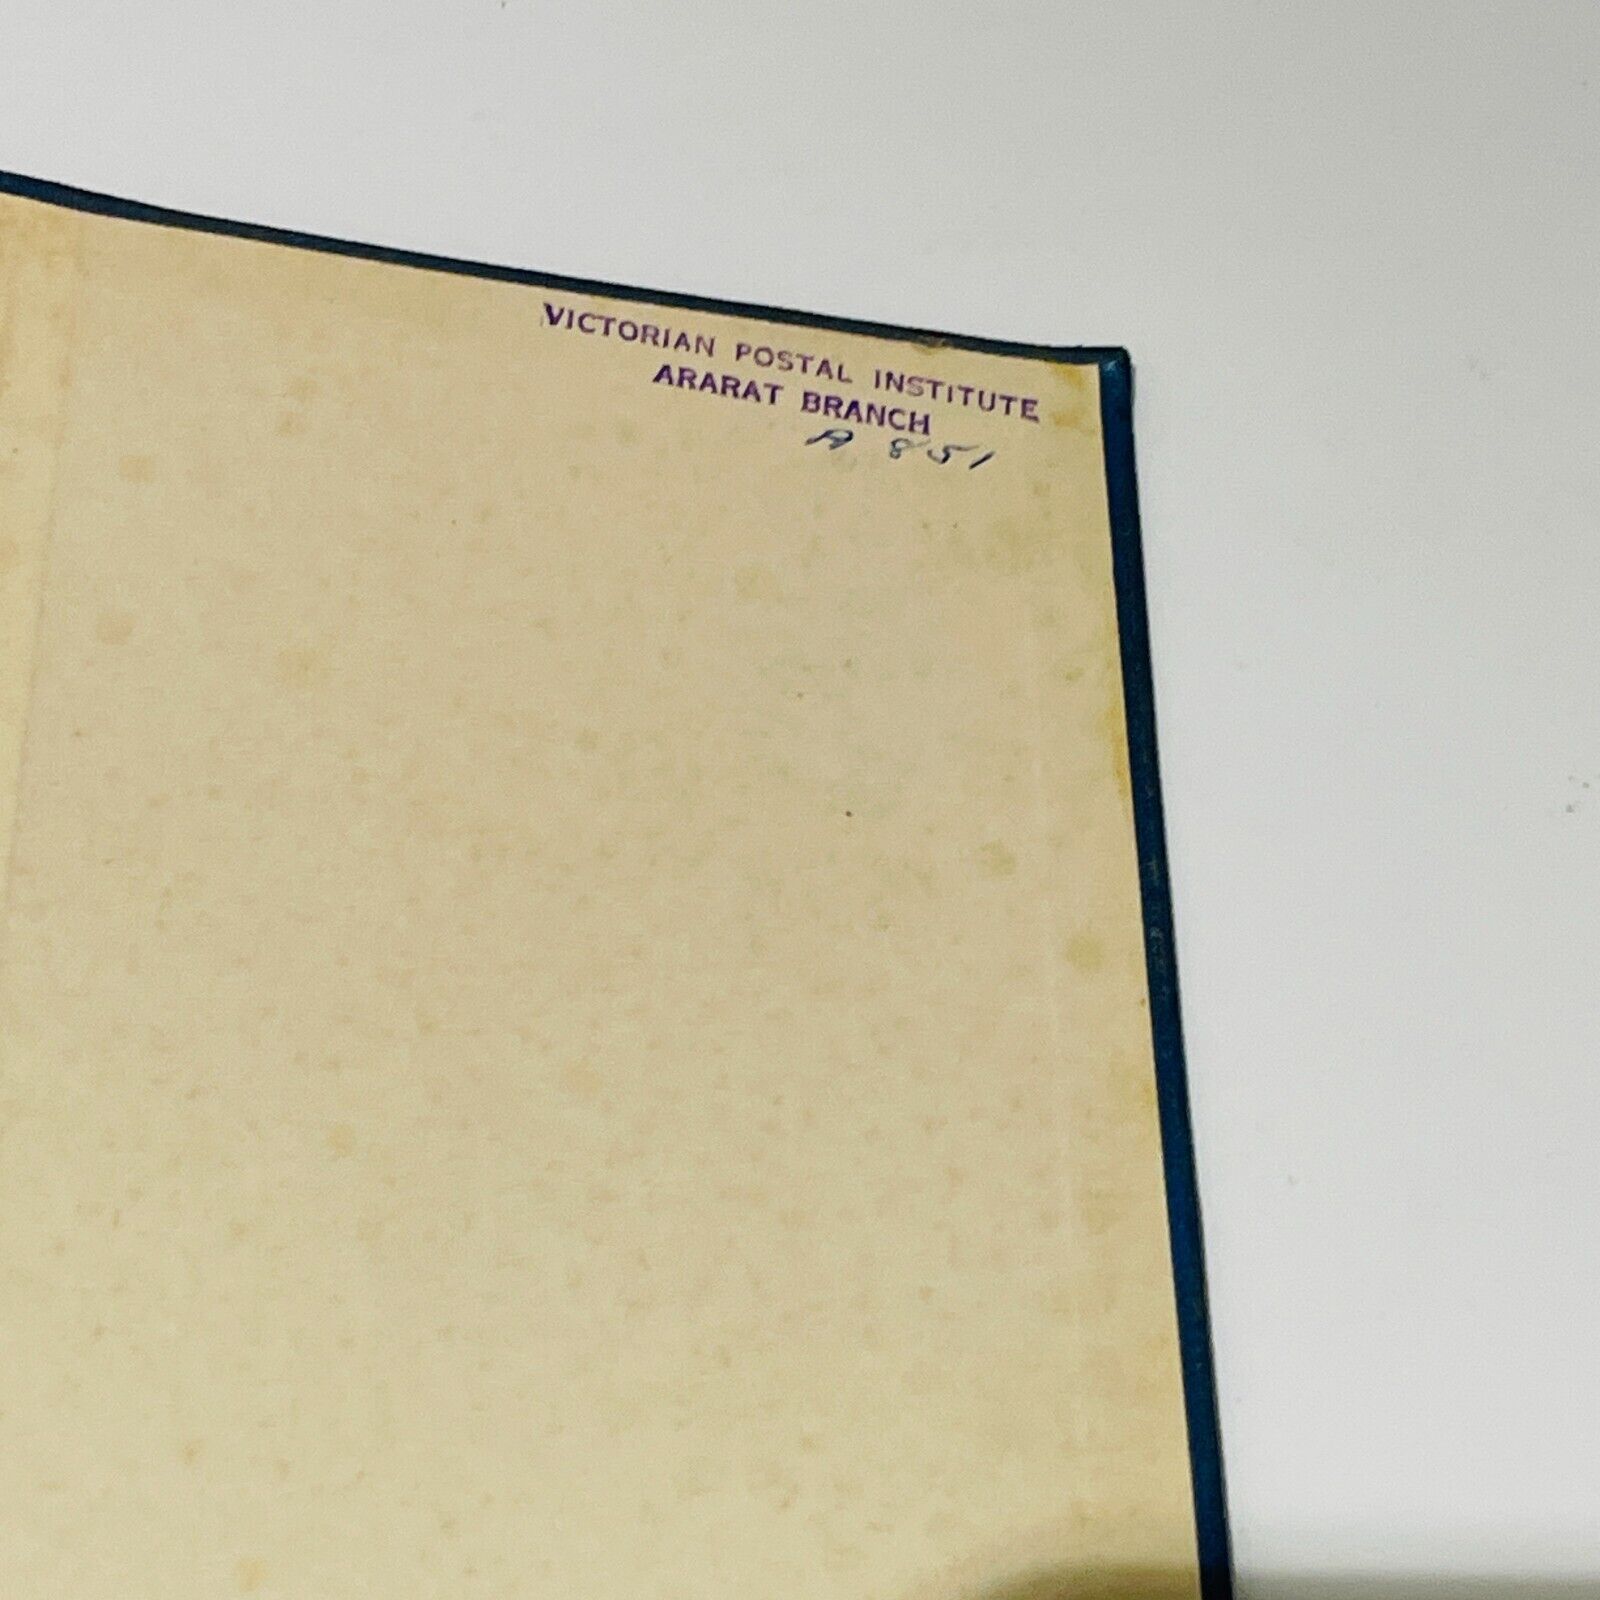 VICTORIAN POSTAL INSTITUTE
ARARAT BRANCH
A 851